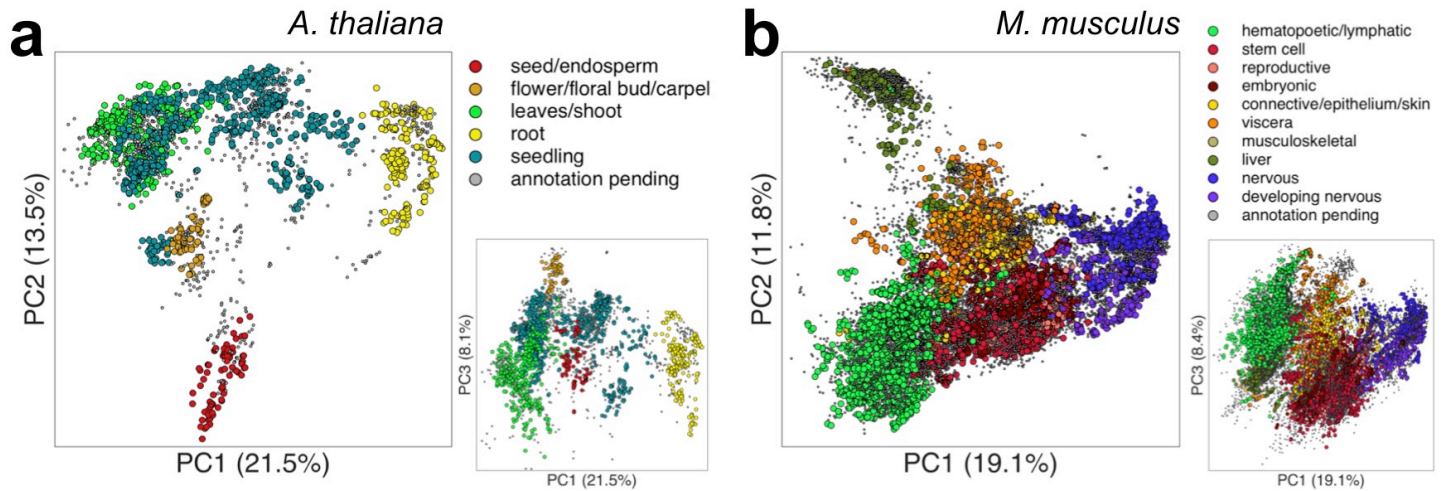 a
A. thaliana
PC2 (13.5%)
PC1 (21.5%)
seed/endosperm
flower/floral bud/carpel
leaves/shoot
root
seedling
annotation pending
PC3 (8.1%)
PC1 (21.5%)
b
M. musculus
PC2 (11.8%)
PC1 (19.1%)
hematopoetic/lymphatic
stem cell
reproductive
embryonic
connective/epithelium/skin
viscera
musculoskeletal
liver
nervous
developing nervous
annotation pending
PC3 (8.4%)
PC1 (19.1%)